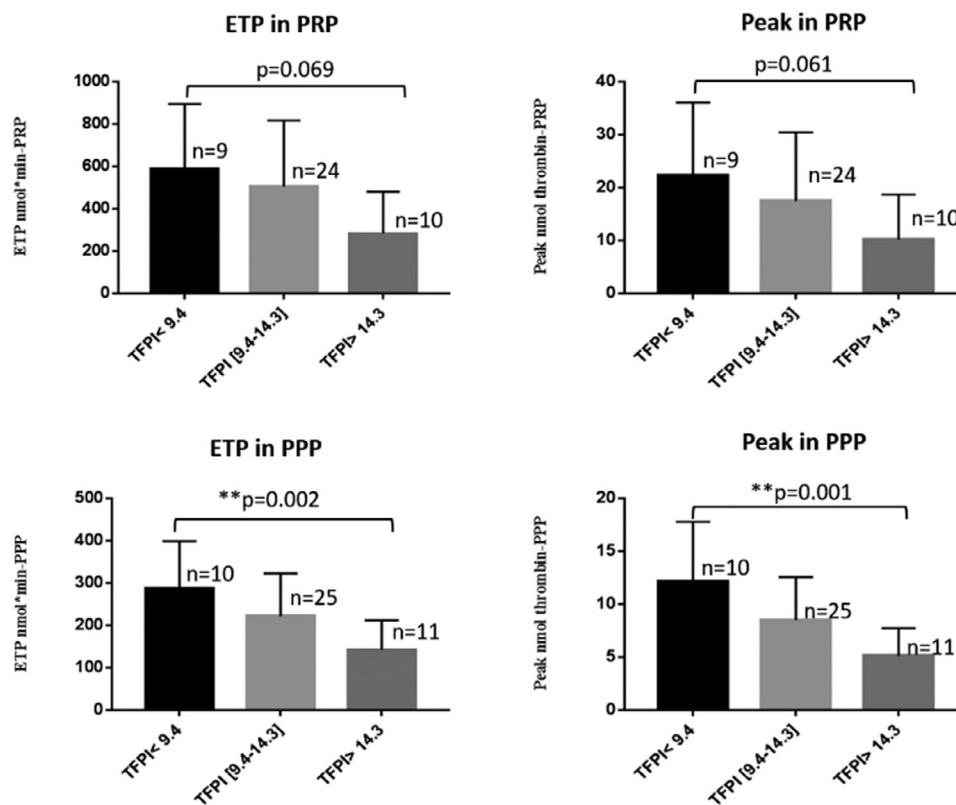 ETP in PRP
p=0.069
1000
800
600
400
200
0
ETP nmol*min-PRP
n=9
n=24
n=10
TFPI< 9.4
TFPI [9.4-14.3]
TFPI> 14.3
Peak in PRP
p=0.061
40
30
20
10
0
Peak nmol thrombin-PRP
n=9
n=24
n=10
TFPI< 9.4
TFPI [9.4-14.3]
TFPI> 14.3
ETP in PPP
**p=0.002
500
400
300
200
100
0
ETP nmol*min-PPP
n=10
n=25
n=11
TFPI< 9.4
TFPI [9.4-14.3]
TFPI> 14.3
Peak in PPP
**p=0.001
20
15
10
5
0
Peak nmol thrombin-PPP
n=10
n=25
n=11
TFPI< 9.4
TFPI [9.4-14.3]
TFPI> 14.3